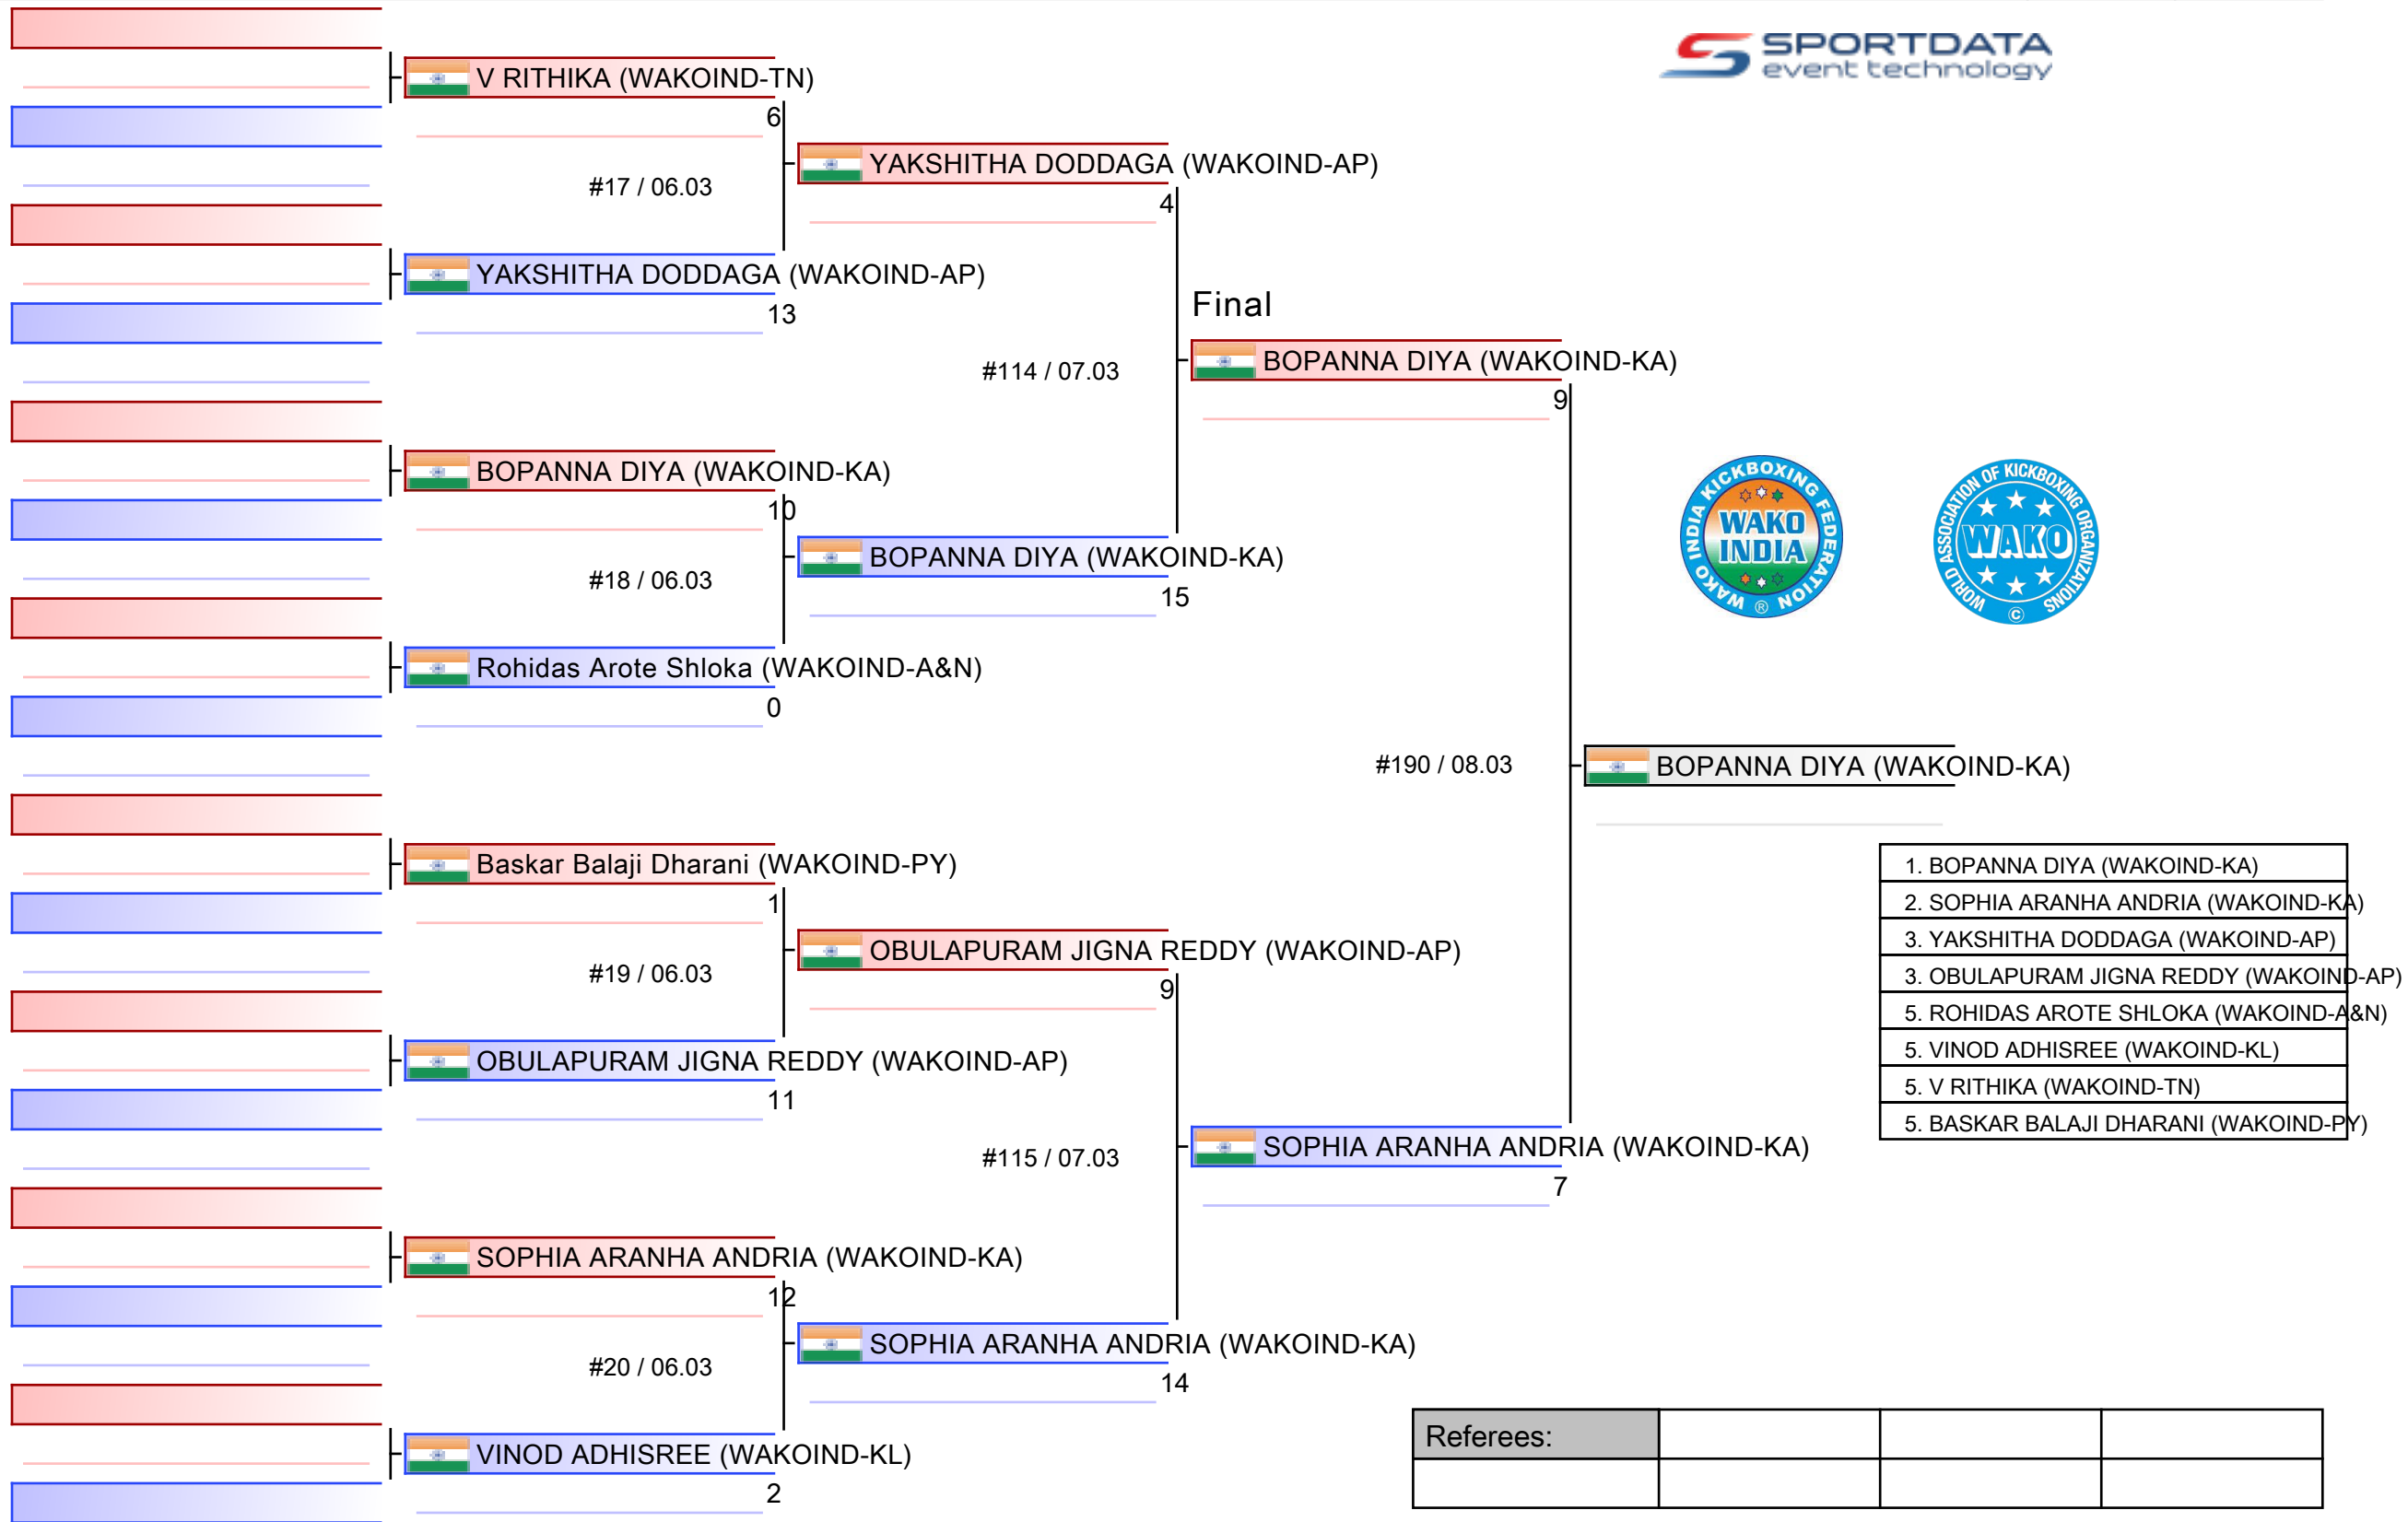 SPORTDATA
event technology
V RITHIKA (WAKOIND-TN)
6
#17 / 06.03
YAKSHITHA DODDAGA (WAKOIND-AP)
13
YAKSHITHA DODDAGA (WAKOIND-AP)
4
#114 / 07.03
BOPANNA DIYA (WAKOIND-KA)
10
#18 / 06.03
Rohidas Arote Shloka (WAKOIND-A&N)
0
BOPANNA DIYA (WAKOIND-KA)
15
Final
BOPANNA DIYA (WAKOIND-KA)
9
#190 / 08.03
BOPANNA DIYA (WAKOIND-KA)
WAKO INDIA KICKBOXING FEDERATION
WAKO
INDIA
®
WORLD ASSOCIATION OF KICKBOXING ORGANIZATIONS
WAKO
©
Baskar Balaji Dharani (WAKOIND-PY)
1
#19 / 06.03
OBULAPURAM JIGNA REDDY (WAKOIND-AP)
11
OBULAPURAM JIGNA REDDY (WAKOIND-AP)
9
#115 / 07.03
SOPHIA ARANHA ANDRIA (WAKOIND-KA)
12
#20 / 06.03
VINOD ADHISREE (WAKOIND-KL)
2
SOPHIA ARANHA ANDRIA (WAKOIND-KA)
14
SOPHIA ARANHA ANDRIA (WAKOIND-KA)
7
1. BOPANNA DIYA (WAKOIND-KA)
2. SOPHIA ARANHA ANDRIA (WAKOIND-KA)
3. YAKSHITHA DODDAGA (WAKOIND-AP)
3. OBULAPURAM JIGNA REDDY (WAKOIND-AP)
5. ROHIDAS AROTE SHLOKA (WAKOIND-A&N)
5. VINOD ADHISREE (WAKOIND-KL)
5. V RITHIKA (WAKOIND-TN)
5. BASKAR BALAJI DHARANI (WAKOIND-PY)
Referees: